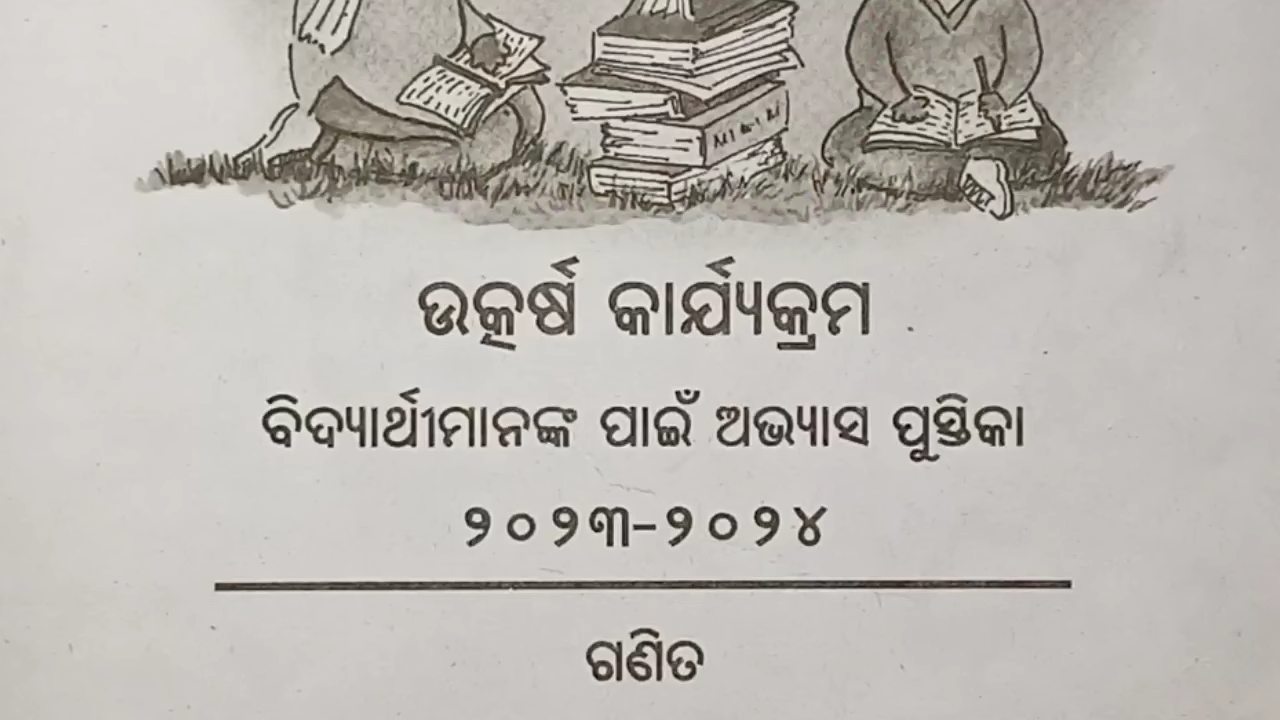 ଉତ୍କର୍ଷ କାର୍ଯ୍ୟକ୍ରମ
ବିଦ୍ୟାର୍ଥୀମାନଙ୍କ ପାଇଁ ଅଭ୍ୟାସ ପୁସ୍ତିକା
୨୦୨୩-୨୦୨୪
ଗଣିତ